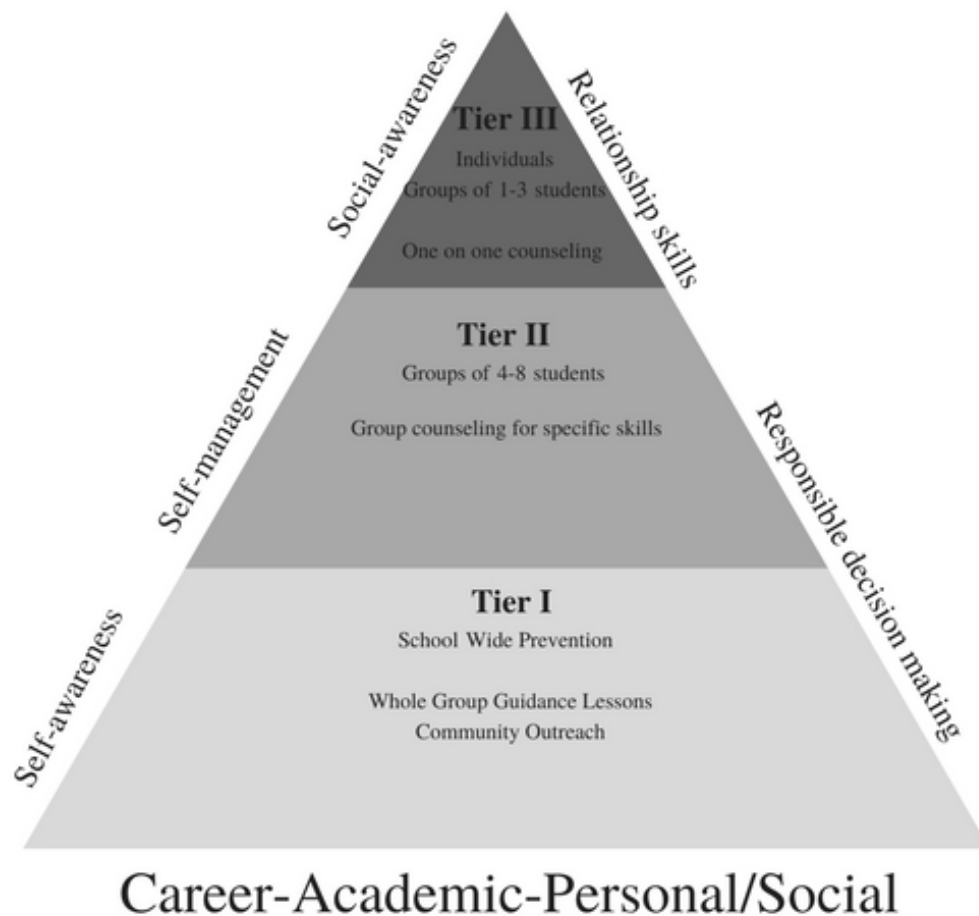 Social-awareness
Relationship skills
Tier III
Individuals
Groups of 1-3 students
One on one counseling
Self-management
Responsible decision making
Tier II
Groups of 4-8 students
Group counseling for specific skills
Self-awareness
Tier I
School Wide Prevention
Whole Group Guidance Lessons
Community Outreach
Career-Academic-Personal/Social